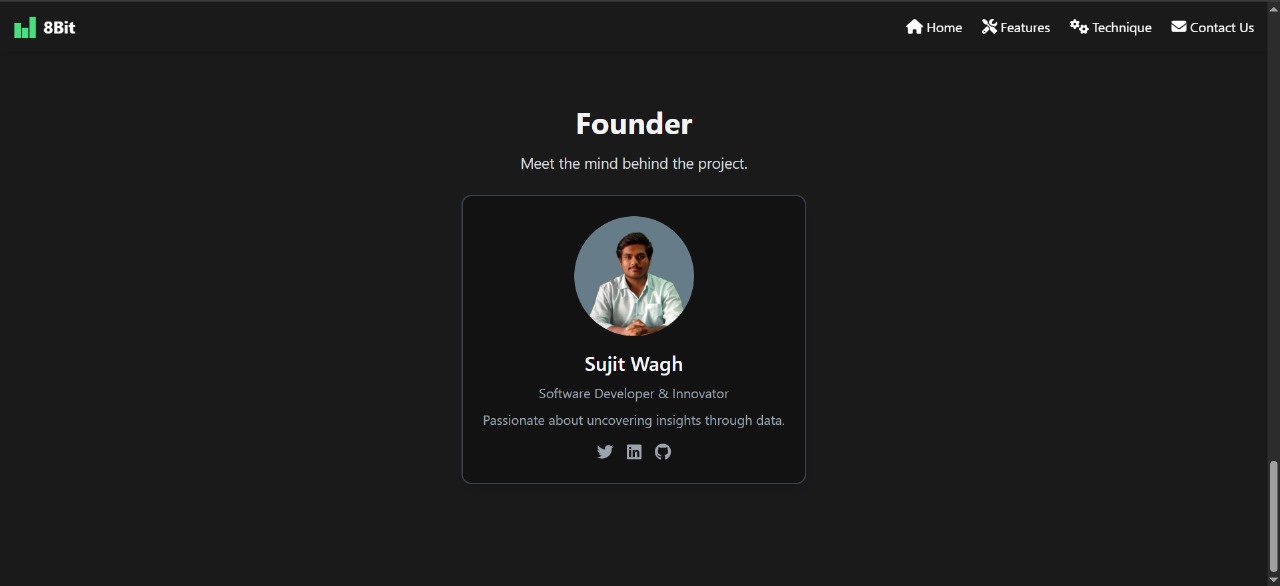 8Bit
Home Features Technique Contact Us
Founder
Meet the mind behind the project.
Sujit Wagh
Software Developer & Innovator
Passionate about uncovering insights through data.